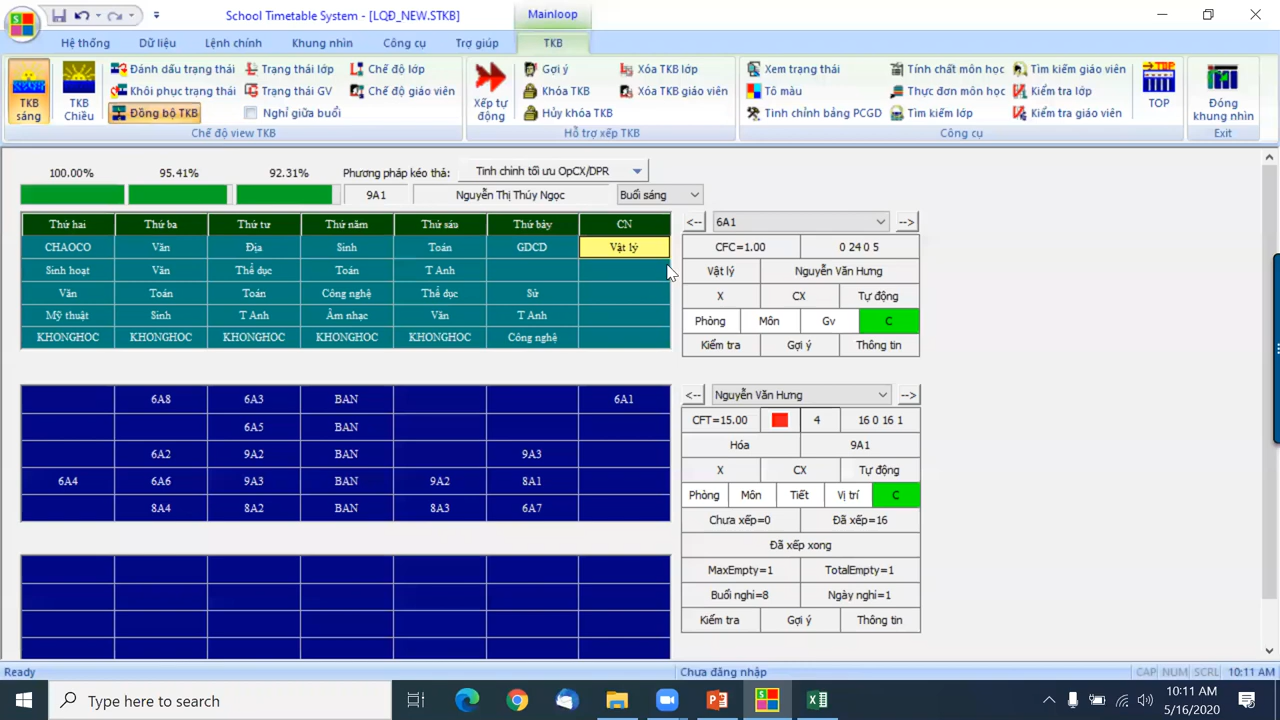 School Timetable System - [LQĐ_NEW.STKB]
Mainloop
Hệ thống Dữ liệu Lệnh chính Khung nhìn Công cụ Trợ giúp TKB
TKB sáng
TKB Chiều
Đánh dấu trạng thái Trạng thái lớp Chế độ lớp
Khôi phục trạng thái Trạng thái GV Chế độ giáo viên
Đồng bộ TKB Nghỉ giữa buổi
Chế độ view TKB
Xếp tự động
Gợi ý Xóa TKB lớp
Khóa TKB Xóa TKB giáo viên
Hủy khóa TKB
Hỗ trợ xếp TKB
Xem trạng thái Tính chất môn học Tìm kiếm giáo viên
Tô màu Thực đơn môn học Kiểm tra lớp
Tinh chỉnh bảng PCGD Tìm kiếm lớp Kiểm tra giáo viên
TOP
TOP
Công cụ
Đóng khung nhìn
Exit
100.00% 95.41% 92.31% Phương pháp kéo thả: Tinh chỉnh tối ưu OpCX/DPR
9A1 Nguyễn Thị Thúy Ngọc Buổi sáng
Thứ hai Thứ ba Thứ tư Thứ năm Thứ sáu Thứ bảy CN
CHAOCO Văn Địa Sinh Toán GDCD Vật lý
Sinh hoạt Văn Thể dục Toán T Anh
Văn Toán Toán Công nghệ Thể dục Sử
Mỹ thuật Sinh T Anh Âm nhạc Văn T Anh
KHONGHOC KHONGHOC KHONGHOC KHONGHOC KHONGHOC Công nghệ
<-- 6A1 -->
CFC=1.00 0 24 0 5
Vật lý Nguyễn Văn Hưng
X CX Tự động
Phòng Môn Gv C
Kiểm tra Gợi ý Thông tin
6A8 6A3 BAN 6A1
6A5 BAN
6A2 9A2 BAN 9A3
6A4 6A6 9A3 BAN 9A2 8A1
8A4 8A2 BAN 8A3 6A7
<-- Nguyễn Văn Hưng -->
CFT=15.00 4 16 0 16 1
Hóa 9A1
X CX Tự động
Phòng Môn Tiết Vị trí C
Chưa xếp=0 Đã xếp=16
Đã xếp xong
MaxEmpty=1 TotalEmpty=1
Buổi nghỉ=8 Ngày nghỉ=1
Kiểm tra Gợi ý Thông tin
Ready Chưa đăng nhập CAP NUM SCRL 10:11 AM
Type here to search
10:11 AM
5/16/2020